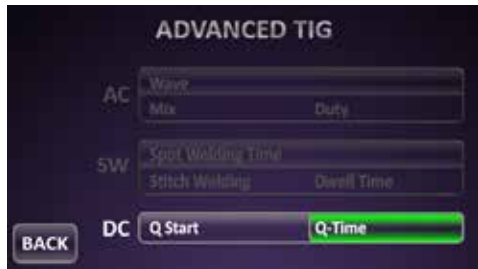 ADVANCED TIG
AC
Wave
Mix Duty
SW
Spot Welding Time
Stitch Welding Dwell Time
DC Q Start Q-Time
BACK